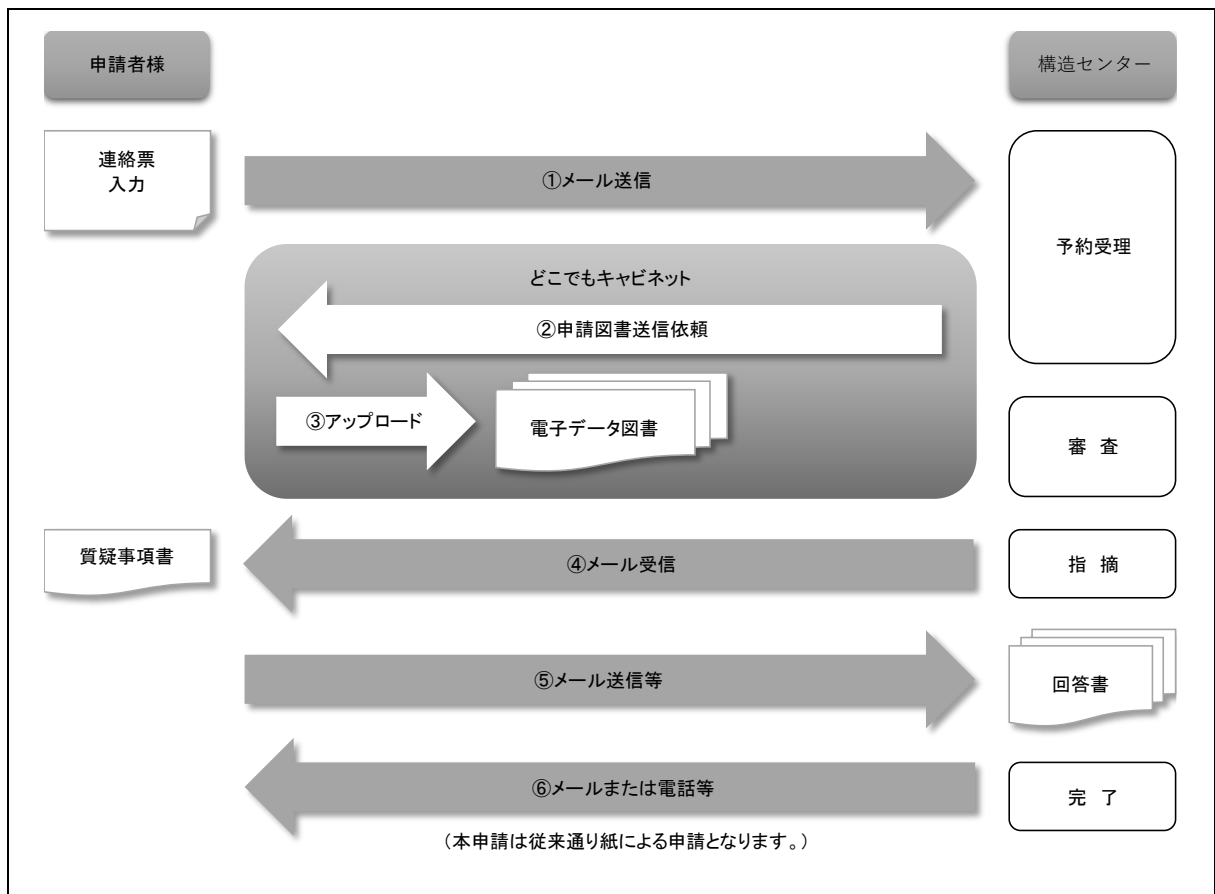 申請者様
構造センター
連絡票
入力
①メール送信
予約受理
どこでもキャビネット
②申請図書送信依頼
③アップロード
電子データ図書
審 査
質疑事項書
④メール受信
指 摘
⑤メール送信等
回答書
⑥メールまたは電話等
完 了
（本申請は従来通り紙による申請となります。）